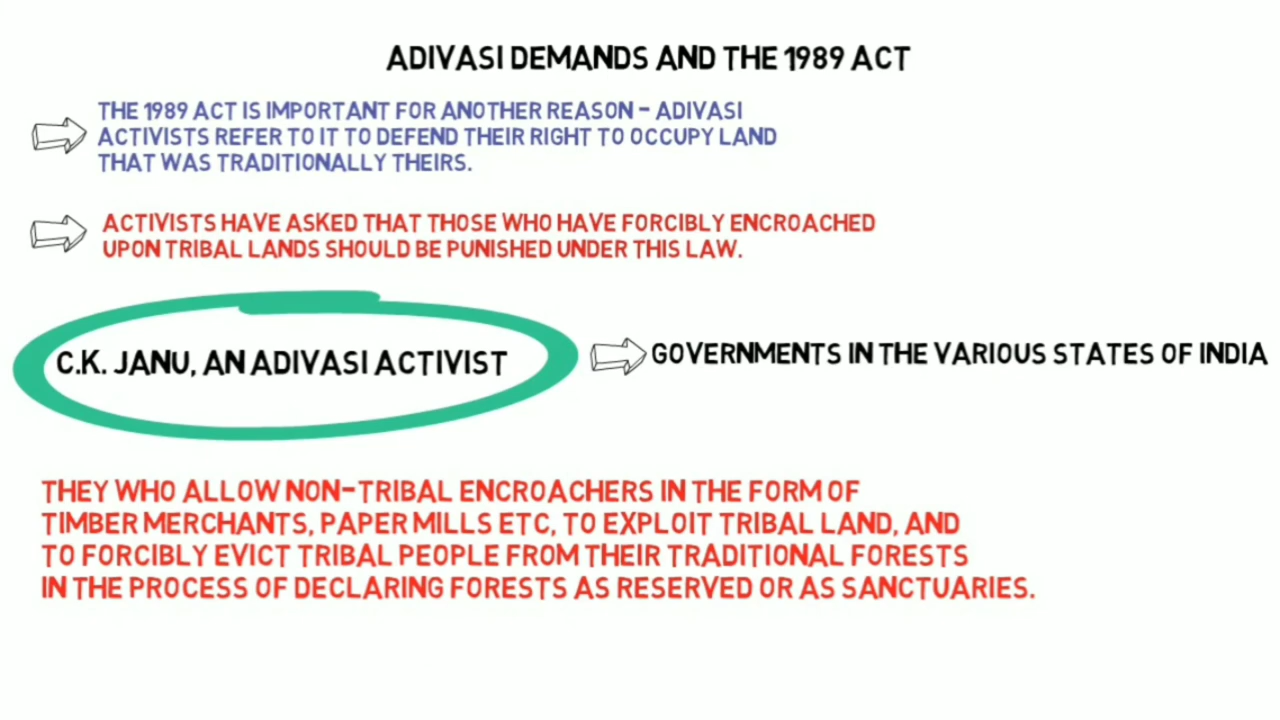 ADIVASI DEMANDS AND THE 1989 ACT
THE 1989 ACT IS IMPORTANT FOR ANOTHER REASON - ADIVASI
ACTIVISTS REFER TO IT TO DEFEND THEIR RIGHT TO OCCUPY LAND
THAT WAS TRADITIONALLY THEIRS.
ACTIVISTS HAVE ASKED THAT THOSE WHO HAVE FORCIBLY ENCROACHED
UPON TRIBAL LANDS SHOULD BE PUNISHED UNDER THIS LAW.
C.K. JANU, AN ADIVASI ACTIVIST
GOVERNMENTS IN THE VARIOUS STATES OF INDIA
THEY WHO ALLOW NON-TRIBAL ENCROACHERS IN THE FORM OF
TIMBER MERCHANTS, PAPER MILLS ETC, TO EXPLOIT TRIBAL LAND, AND
TO FORCIBLY EVICT TRIBAL PEOPLE FROM THEIR TRADITIONAL FORESTS
IN THE PROCESS OF DECLARING FORESTS AS RESERVED OR AS SANCTUARIES.